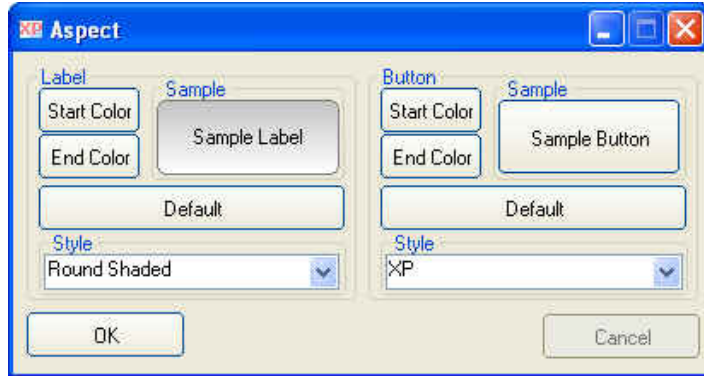 XP Aspect
Label
Sample
Start Color
Sample Label
End Color
Default
Style
Round Shaded
Button
Sample
Start Color
Sample Button
End Color
Default
Style
XP
OK
Cancel